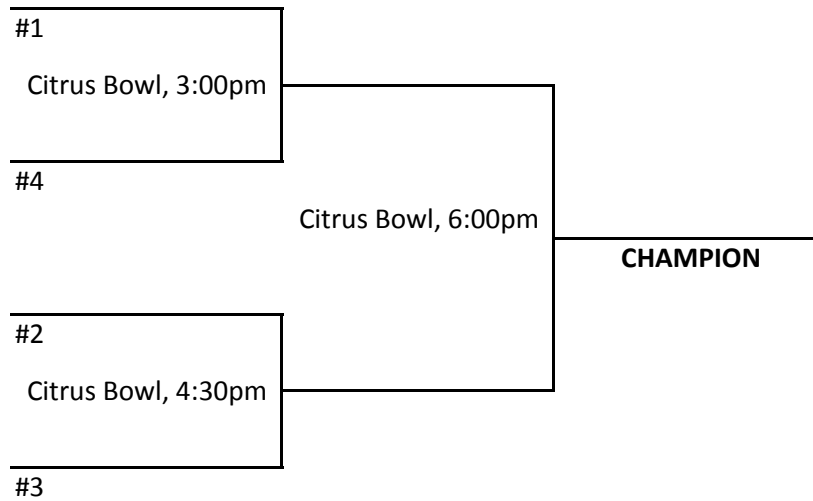 #1
Citrus Bowl, 3:00pm
#4
Citrus Bowl, 6:00pm
CHAMPION
#2
Citrus Bowl, 4:30pm
#3